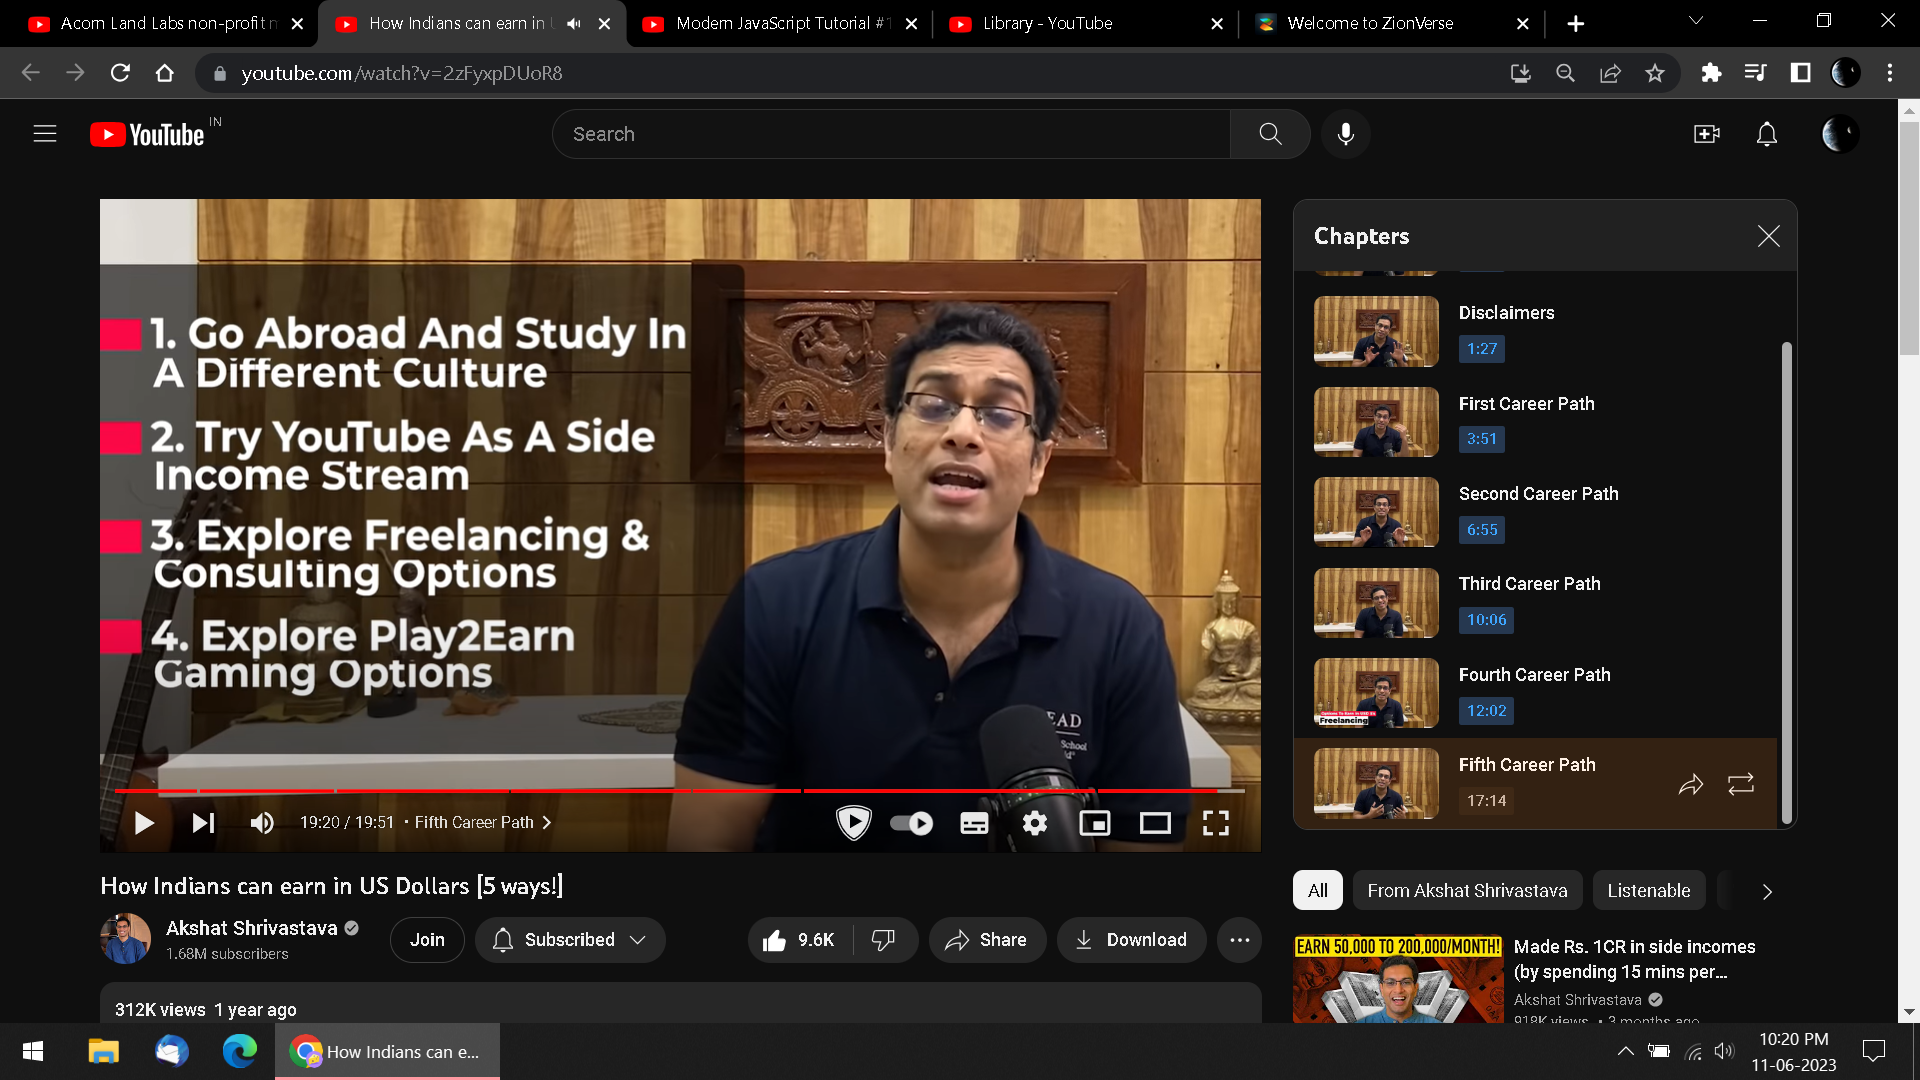 Acorn Land Labs non-profit
How Indians can earn in
Modern JavaScript Tutorial #
Library - YouTube
Welcome to ZionVerse
youtube.com/watch?v=2zFyxpDUoR8
YouTube IN
Search
1. Go Abroad And Study In
A Different Culture
2. Try YouTube As A Side
Income Stream
3. Explore Freelancing &
Consulting Options
4. Explore Play2Earn
Gaming Options
EAD
School
19:20 / 19:51 • Fifth Career Path
Chapters
Disclaimers
1:27
First Career Path
3:51
Second Career Path
6:55
Third Career Path
10:06
Fourth Career Path
12:02
Freelancing
Fifth Career Path
17:14
How Indians can earn in US Dollars [5 ways!]
Akshat Shrivastava
1.68M subscribers
Join
Subscribed
9.6K
Share
Download
312K views 1 year ago
All
From Akshat Shrivastava
Listenable
EARN 50,000 TO 200,000/MONTH!
Made Rs. 1CR in side incomes
(by spending 15 mins per...
Akshat Shrivastava
918K views • 3 months ago
How Indians can e...
10:20 PM
11-06-2023